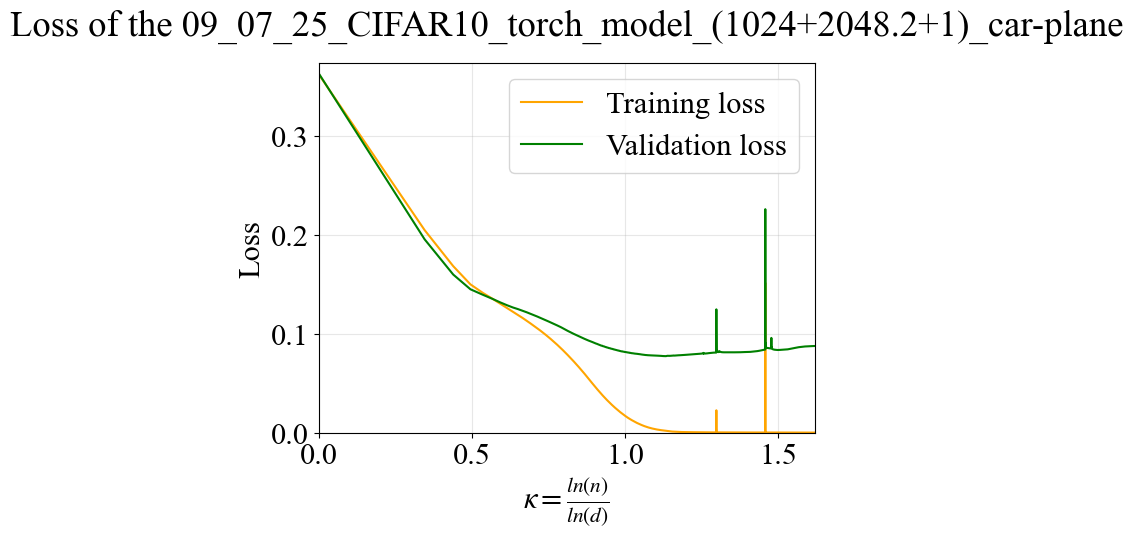 Loss of the 09_07_25_CIFAR10_torch_model_(1024+2048.2+1)_car-plane
Training loss
Validation loss
Loss
0.3
0.2
0.1
0.0
0.0 0.5 1.0 1.5
κ = ln(n) / ln(d)